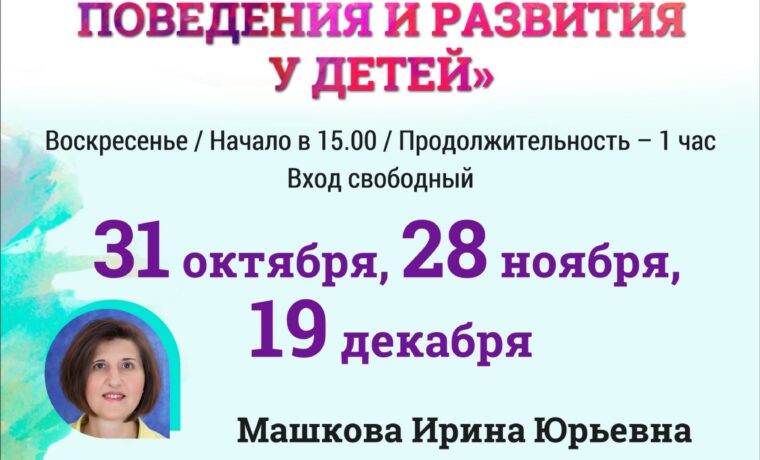 ПОВЕДЕНИЯ И РАЗВИТИЯ
У ДЕТЕЙ»
Воскресенье / Начало в 15.00 / Продолжительность – 1 час
Вход свободный
31 октября, 28 ноября,
19 декабря
Машкова Ирина Юрьевна